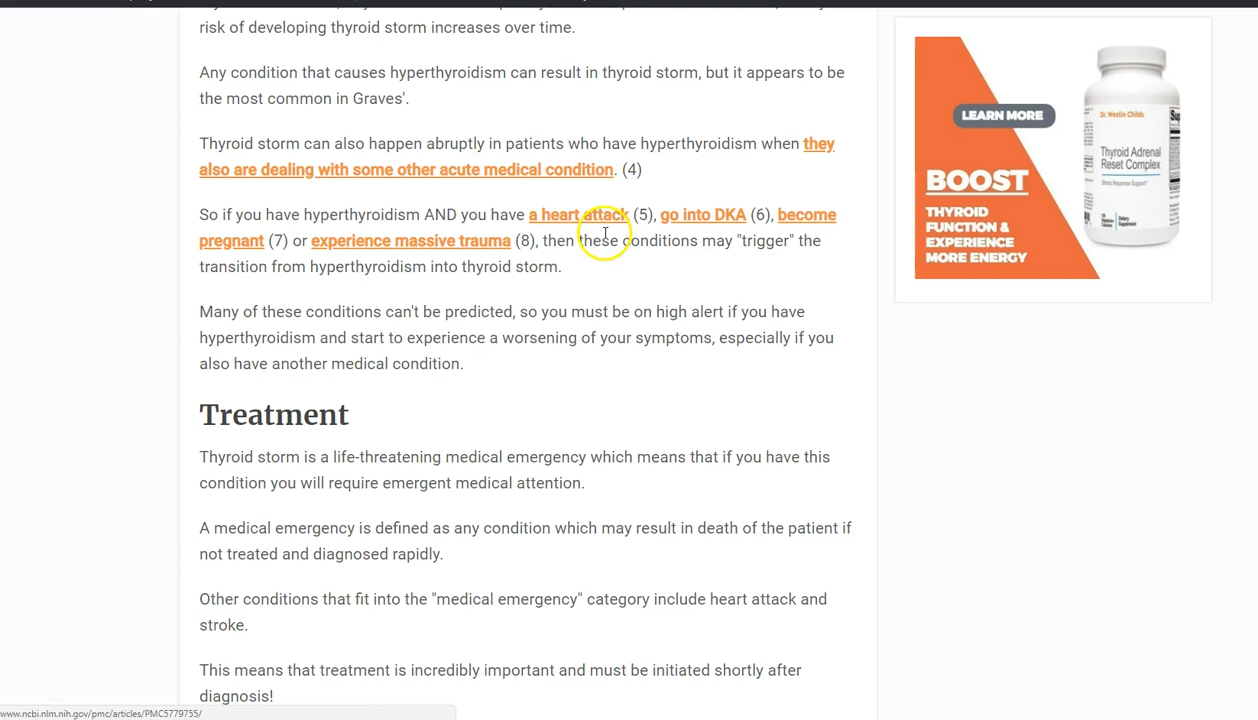 risk of developing thyroid storm increases over time.
Any condition that causes hyperthyroidism can result in thyroid storm, but it appears to be
the most common in Graves'.
Thyroid storm can also happen abruptly in patients who have hyperthyroidism when they
also are dealing with some other acute medical condition. (4)
So if you have hyperthyroidism AND you have a heart attack (5), go into DKA (6), become
pregnant (7) or experience massive trauma (8), then these conditions may "trigger" the
transition from hyperthyroidism into thyroid storm.
Many of these conditions can't be predicted, so you must be on high alert if you have
hyperthyroidism and start to experience a worsening of your symptoms, especially if you
also have another medical condition.
Treatment
Thyroid storm is a life-threatening medical emergency which means that if you have this
condition you will require emergent medical attention.
A medical emergency is defined as any condition which may result in death of the patient if
not treated and diagnosed rapidly.
Other conditions that fit into the "medical emergency" category include heart attack and
stroke.
This means that treatment is incredibly important and must be initiated shortly after
diagnosis!
www.ncbi.nlm.nih.gov/pmc/articles/PMC5779755/
LEARN MORE
BOOST
THYROID
FUNCTION &
EXPERIENCE
MORE ENERGY
Dr. Westin Childs
Thyroid Adrenal
Reset Complex
Stress Response Support*